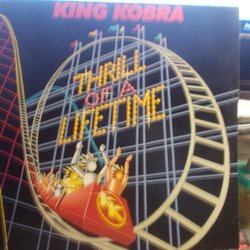 KING KOBRA
THRILL
OF A
LIFETIME